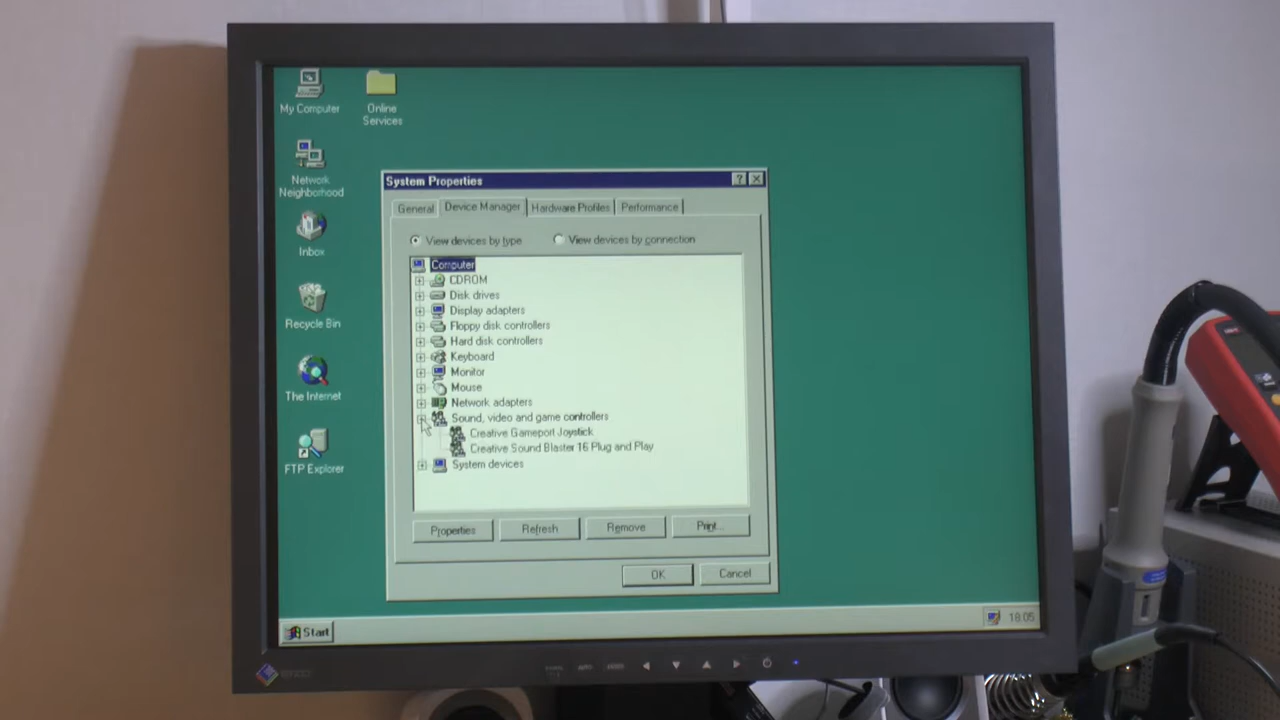 My Computer
Online
Services
Network
Neighborhood
Inbox
Recycle Bin
The Internet
FTP Explorer
System Properties
General
Device Manager
Hardware Profiles
Performance
View devices by type
View devices by connection
Computer
CDROM
Disk drives
Display adapters
Floppy disk controllers
Hard disk controllers
Keyboard
Monitor
Mouse
Network adapters
Sound, video and game controllers
Creative Gameport Joystick
Creative Sound Blaster 16 Plug and Play
System devices
Properties
Refresh
Remove
Print...
OK
Cancel
Start
18:05